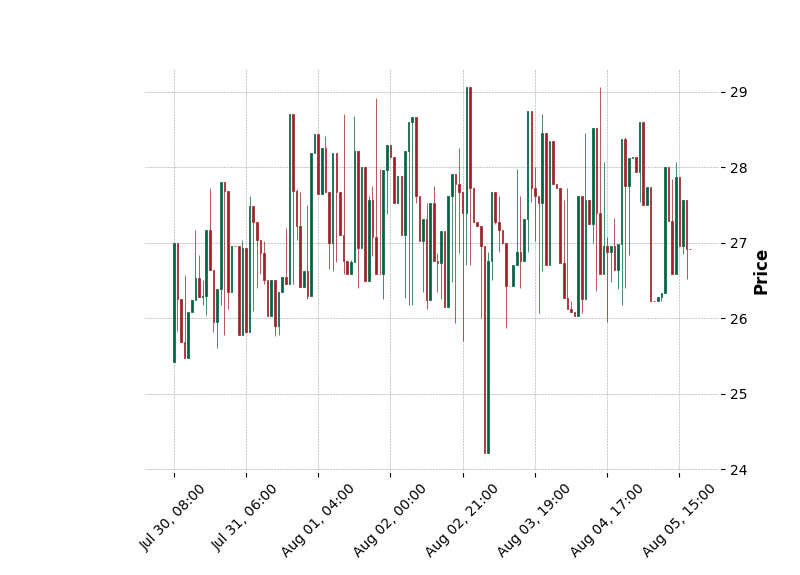 29
28
27
26
25
24
Price
Jul 30, 08:00
Jul 31, 06:00
Aug 01, 04:00
Aug 02, 00:00
Aug 02, 21:00
Aug 03, 19:00
Aug 04, 17:00
Aug 05, 15:00